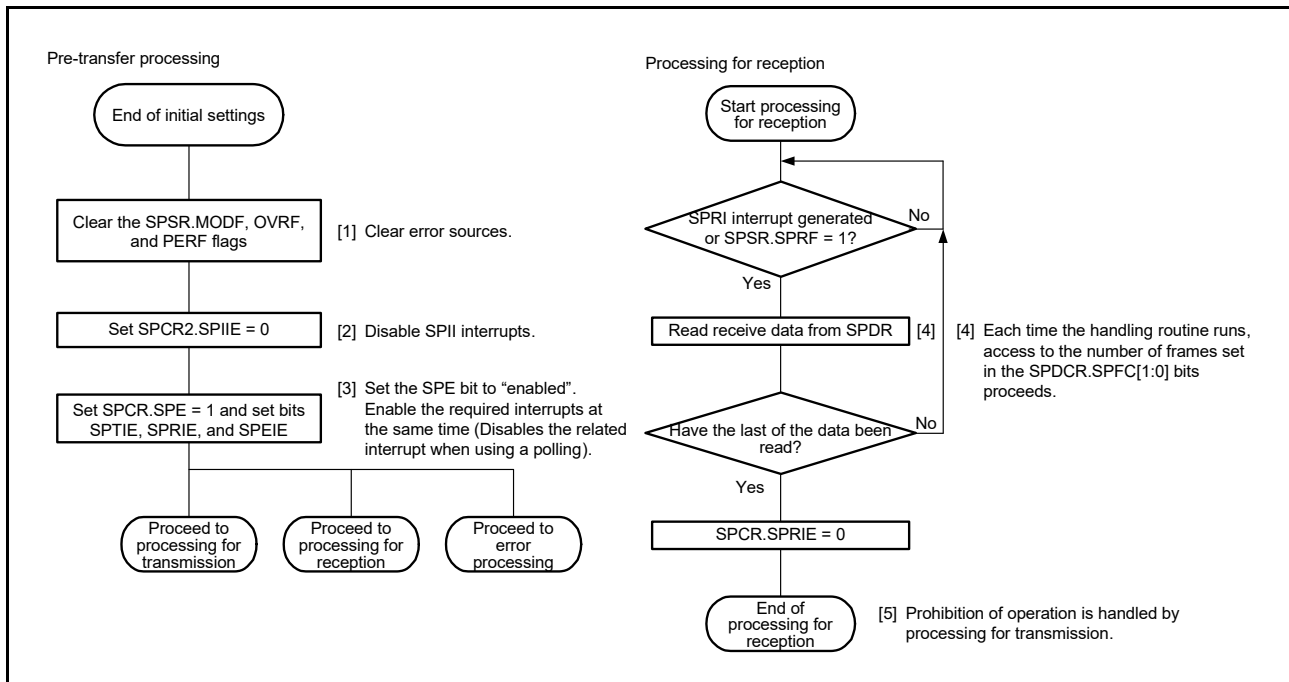 Pre-transfer processing
End of initial settings
Clear the SPSR.MODF, OVRF,
and PERF flags
[1] Clear error sources.
Set SPCR2.SPIIE = 0
[2] Disable SPII interrupts.
Set SPCR.SPE = 1 and set bits
SPTIE, SPRIE, and SPEIE
[3] Set the SPE bit to “enabled”.
Enable the required interrupts at
the same time (Disables the related
interrupt when using a polling).
Proceed to
processing for
transmission
Proceed to
processing for
reception
Proceed to
error
processing
Processing for reception
Start processing
for reception
SPRI interrupt generated
or SPSR.SPRF = 1?
No
Yes
Read receive data from SPDR
[4]
[4] Each time the handling routine runs,
access to the number of frames set
in the SPDCR.SPFC[1:0] bits
proceeds.
Have the last of the data been
read?
No
Yes
SPCR.SPRIE = 0
End of
processing for
reception
[5] Prohibition of operation is handled by
processing for transmission.